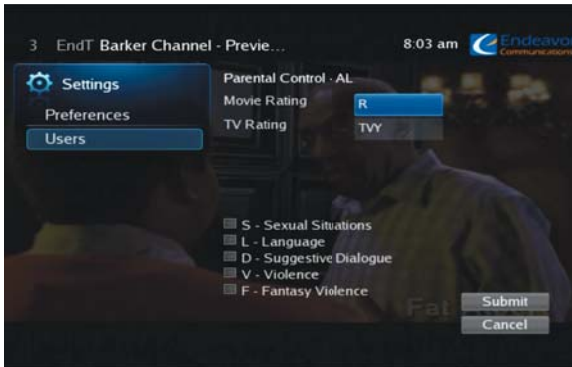 3 EndT Barker Channel - Previe... 8:03 am Endeavor
Communications
Settings
Preferences
Users
Parental Control - AL
Movie Rating R
TV Rating TVY
S - Sexual Situations
L - Language
D - Suggestive Dialogue
V - Violence
F - Fantasy Violence
Fat
Submit
Cancel